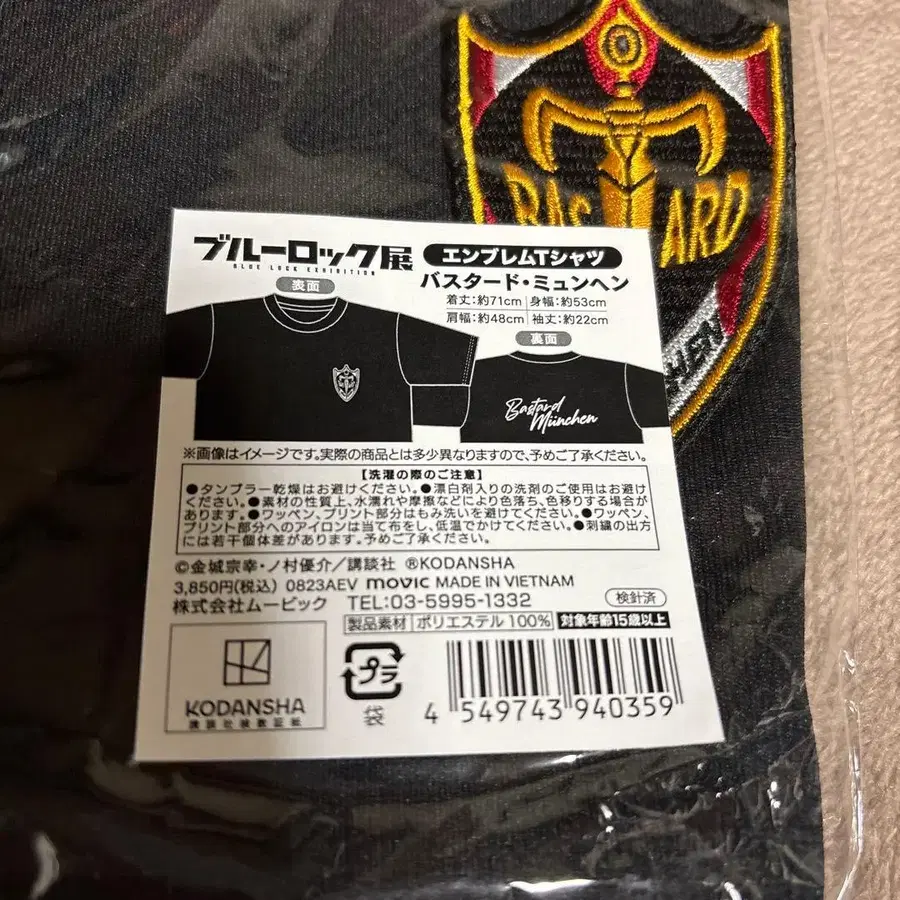 BAS ARD
HEN
ブルーロック展
BLUE LOCK EXHIBITION
エンブレムTシャツ
バスタード・ミュンヘン
着丈:約71cm 身幅:約53cm
肩幅:約48cm 袖丈:約22cm
表面
裏面
Bastard
München
※画像はイメージです。実際の商品とは多少異なりますので、予めご了承ください。
【洗濯の際のご注意】
●タンブラー乾燥はお避けください。●漂白剤入りの洗剤のご使用はお避け
ください。●素材の性質上、水濡れや摩擦などにより色落ち、色移りする場合が
あります。●ワッペン、プリント部分はもみ洗いを避けてください。●ワッペン、
プリント部分へのアイロンは当て布をし、低温でかけてください。●刺繍の出方
には若干個体差があります。予めご了承ください。
©金城宗幸・ノ村優介/講談社 ®KODANSHA
3,850円(税込) 0823AEV movic MADE IN VIETNAM
株式会社ムービック TEL:03-5995-1332
検針済
製品素材 ポリエステル 100% 対象年齢15歳以上
KODANSHA
講談社検数証紙
プラ
袋
4 549743 940359